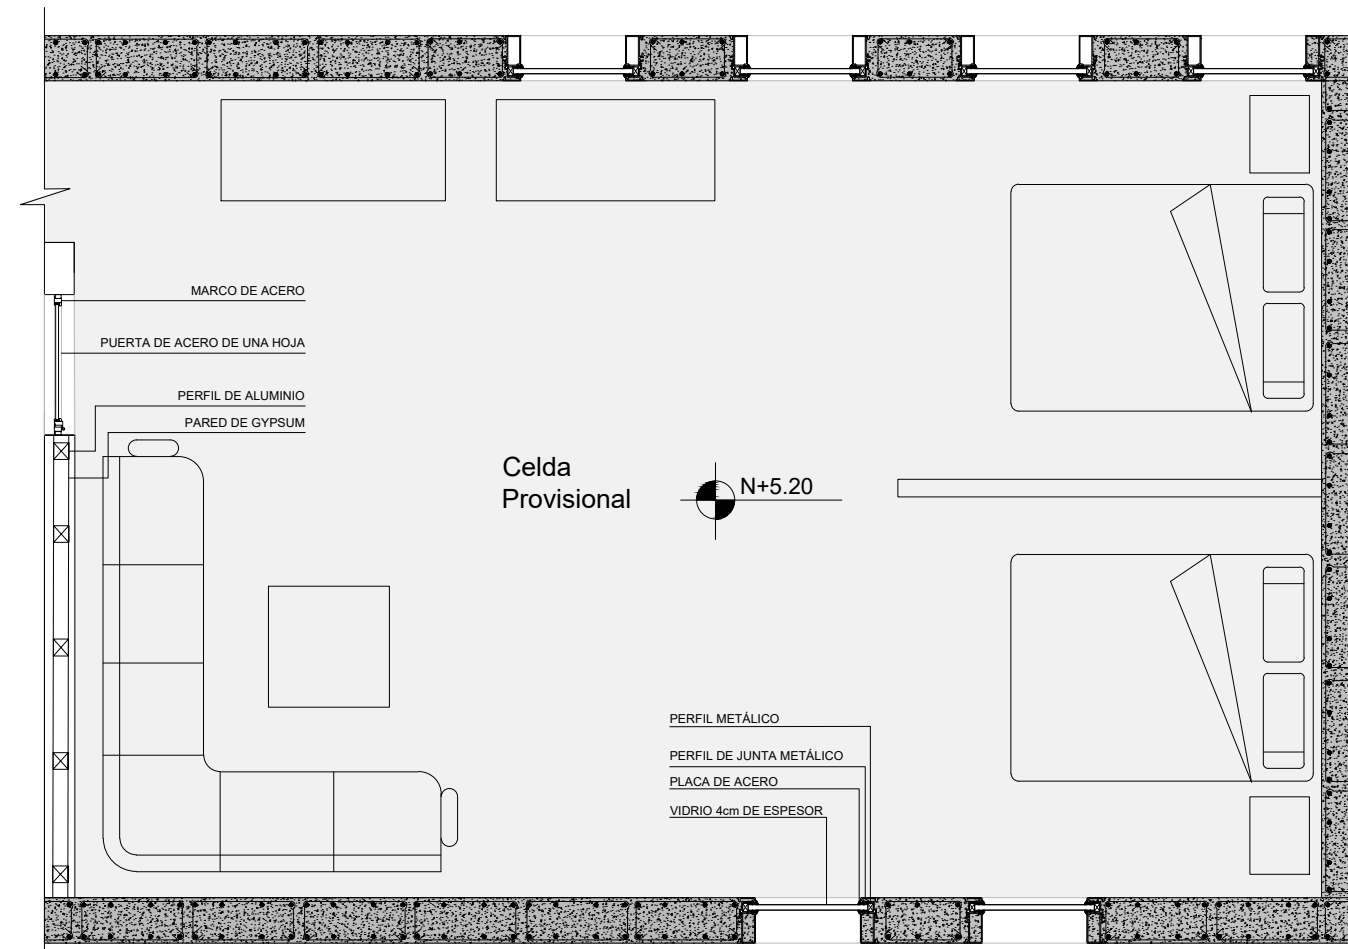 MARCO DE ACERO
PUERTA DE ACERO DE UNA HOJA
PERFIL DE ALUMINIO
PARED DE GYPSUM
Celda
Provisional
N+5.20
PERFIL METÁLICO
PERFIL DE JUNTA METÁLICO
PLACA DE ACERO
VIDRIO 4cm DE ESPESOR